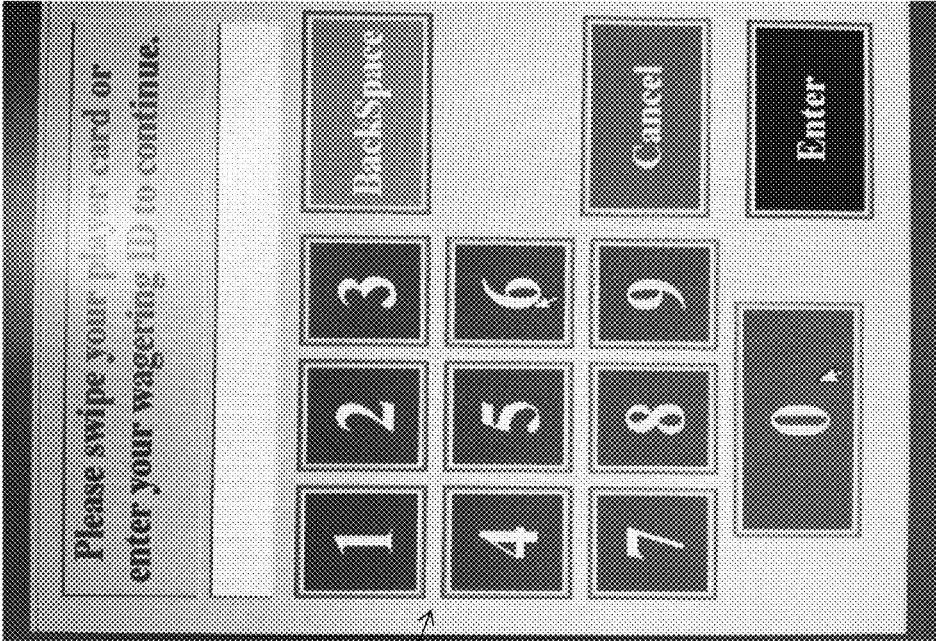 Please swipe your player card or
enter your wagering ID to continue.
1 2 3 BackSpace
4 5 6
7 8 9 Cancel
0 Enter